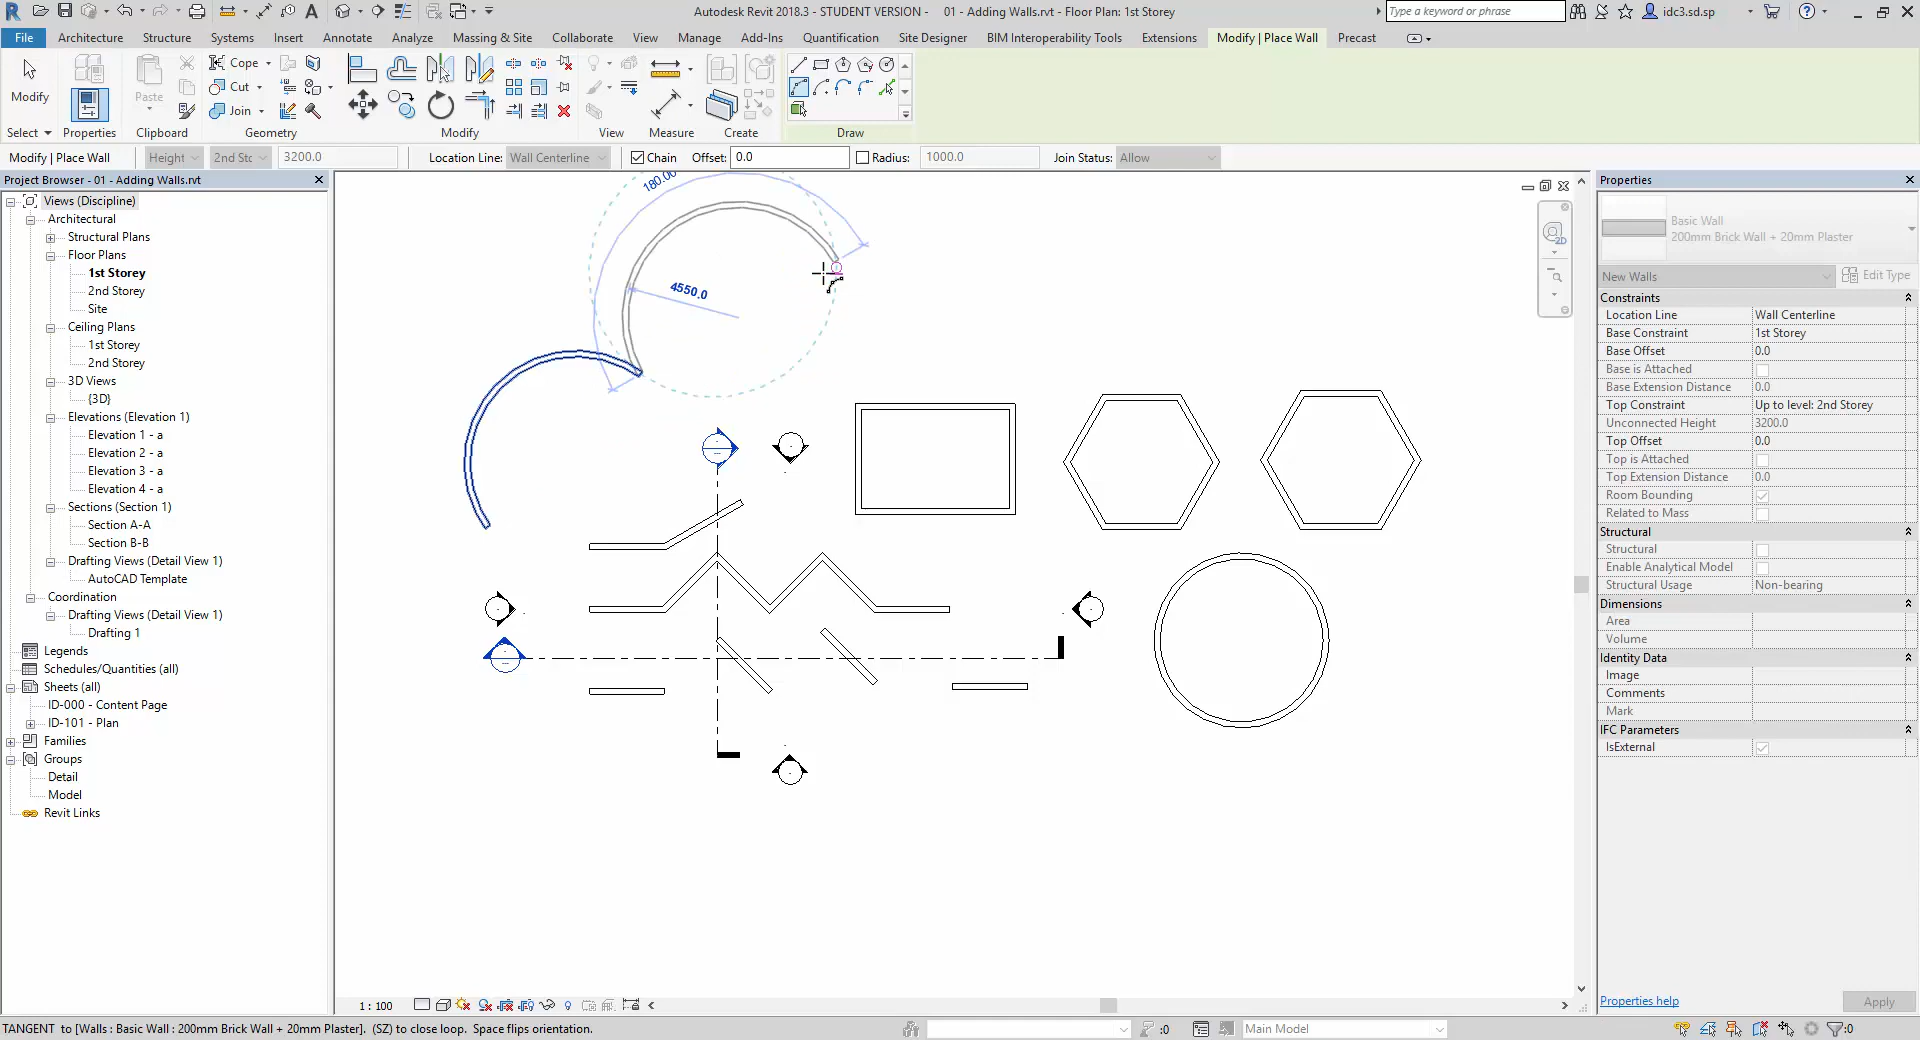 Autodesk Revit 2018.3 - STUDENT VERSION - 01 - Adding Walls.rvt - Floor Plan: 1st Storey
Type a keyword or phrase
idc3.sd.sp
File Architecture Structure Systems Insert Annotate Analyze Massing & Site Collaborate View Manage Add-Ins Quantification Site Designer BIM Interoperability Tools Extensions Modify | Place Wall Precast
Cope
Cut
Join
Modify
Paste
Select Properties Clipboard Geometry Modify View Measure Create Draw
Modify | Place Wall Height 2nd Stc 3200.0 Location Line: Wall Centerline Chain Offset: 0.0 Radius: 1000.0 Join Status: Allow
Project Browser - 01 - Adding Walls.rvt
Views (Discipline)
Architectural
Structural Plans
Floor Plans
1st Storey
2nd Storey
Site
Ceiling Plans
1st Storey
2nd Storey
3D Views
{3D}
Elevations (Elevation 1)
Elevation 1 - a
Elevation 2 - a
Elevation 3 - a
Elevation 4 - a
Sections (Section 1)
Section A-A
Section B-B
Drafting Views (Detail View 1)
AutoCAD Template
Coordination
Drafting Views (Detail View 1)
Drafting 1
Legends
Schedules/Quantities (all)
Sheets (all)
ID-000 - Content Page
ID-101 - Plan
Families
Groups
Detail
Model
Revit Links
180.00
4550.0
2D
Properties
Basic Wall
200mm Brick Wall + 20mm Plaster
New Walls Edit Type
Constraints
Location Line Wall Centerline
Base Constraint 1st Storey
Base Offset 0.0
Base is Attached
Base Extension Distance 0.0
Top Constraint Up to level: 2nd Storey
Unconnected Height 3200.0
Top Offset 0.0
Top is Attached
Top Extension Distance 0.0
Room Bounding
Related to Mass
Structural
Structural
Enable Analytical Model
Structural Usage Non-bearing
Dimensions
Area
Volume
Identity Data
Image
Comments
Mark
IFC Parameters
IsExternal
Properties help Apply
1 : 100
TANGENT to [Walls : Basic Wall : 200mm Brick Wall + 20mm Plaster]. (SZ) to close loop. Space flips orientation.
:0 Main Model :0